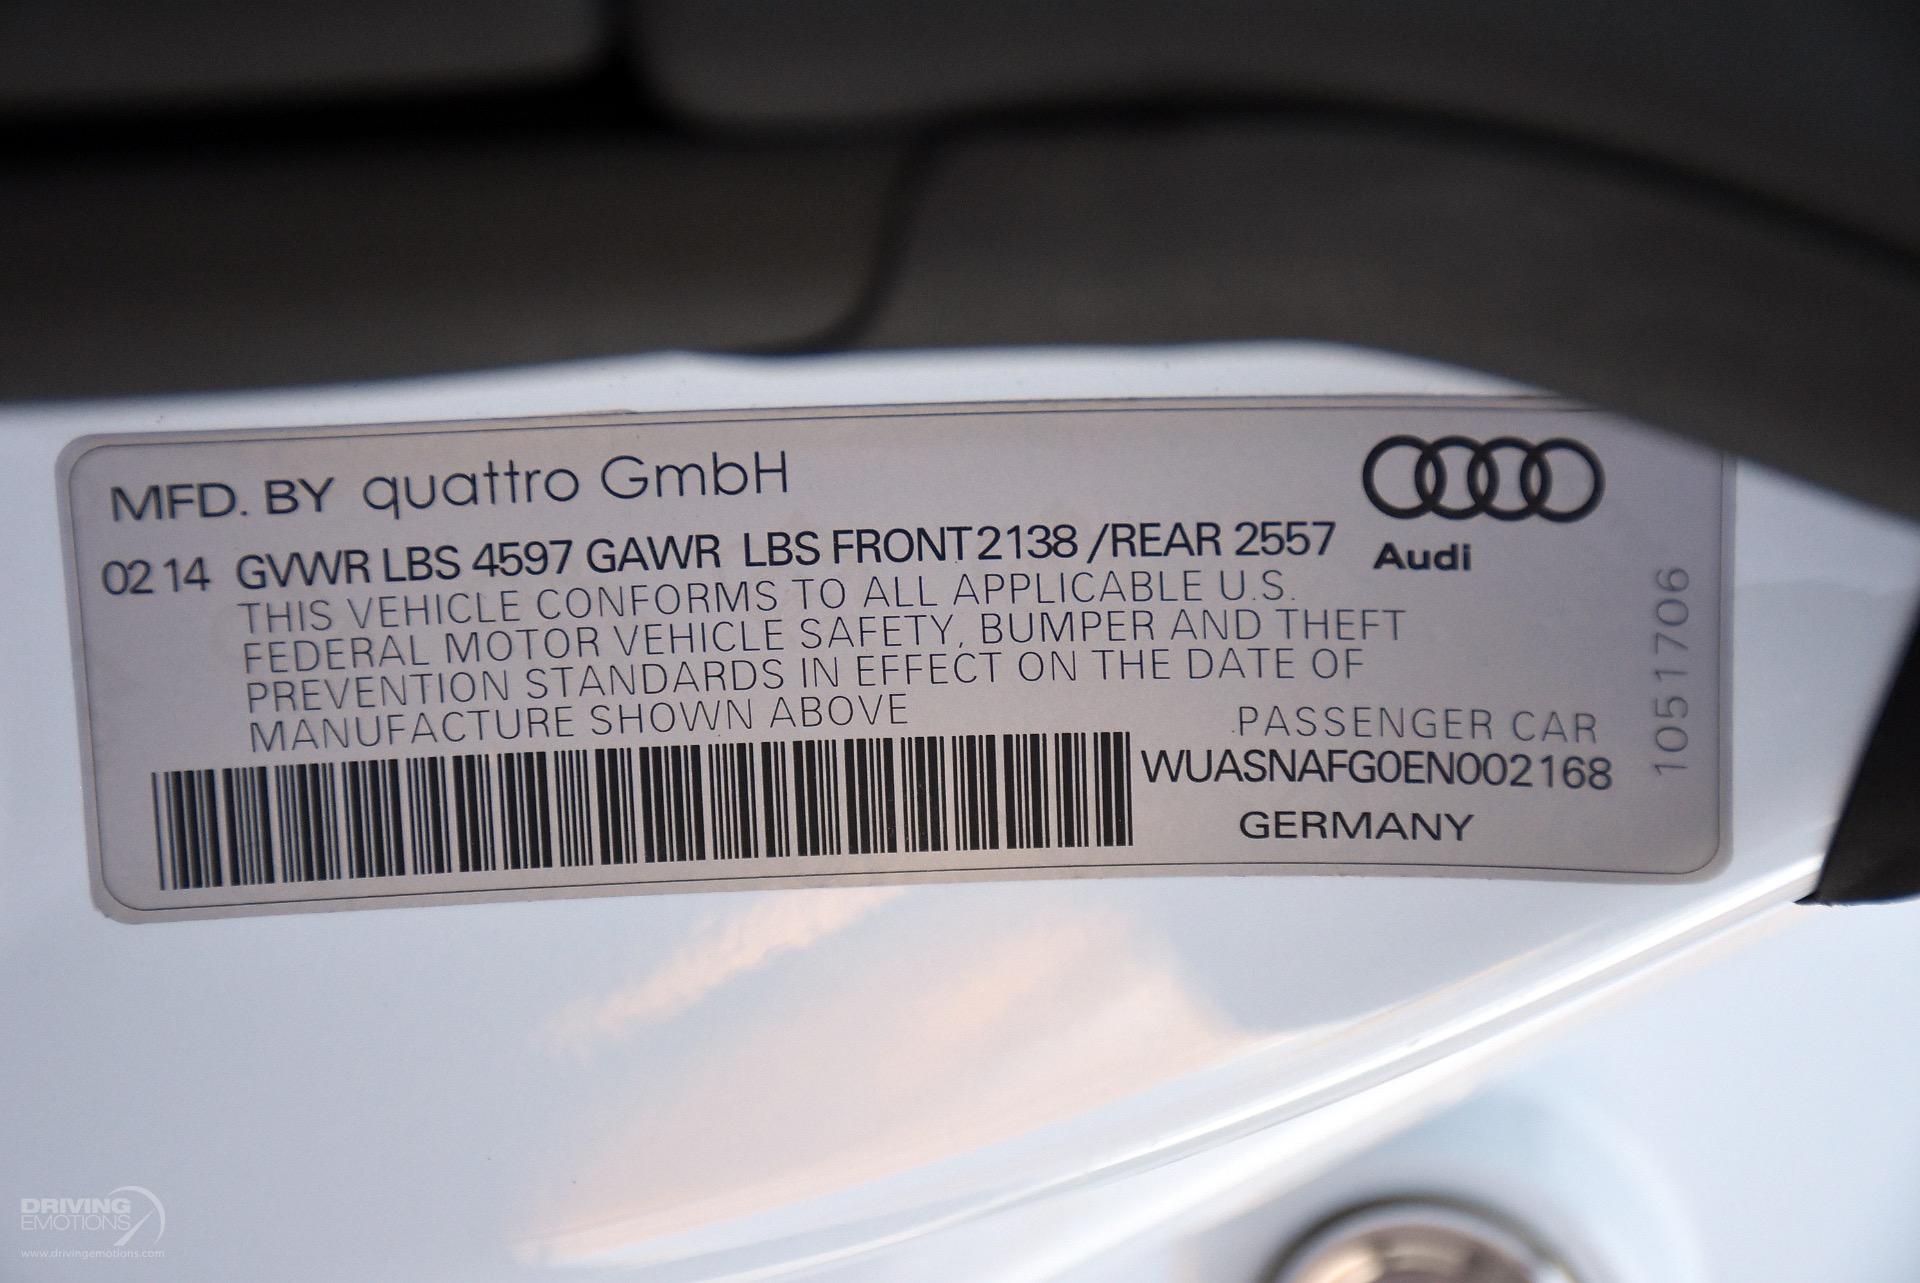 MFD. BY quattro GmbH
02 14 GVWR LBS 4597 GAWR LBS FRONT 2138 / REAR 2557
Audi
THIS VEHICLE CONFORMS TO ALL APPLICABLE U.S.
FEDERAL MOTOR VEHICLE SAFETY, BUMPER AND THEFT
PREVENTION STANDARDS IN EFFECT ON THE DATE OF
MANUFACTURE SHOWN ABOVE
PASSENGER CAR
WUASNAFG0EN002168
GERMANY
1051706
DRIVING
EMOTIONS
www.drivingemotions.com